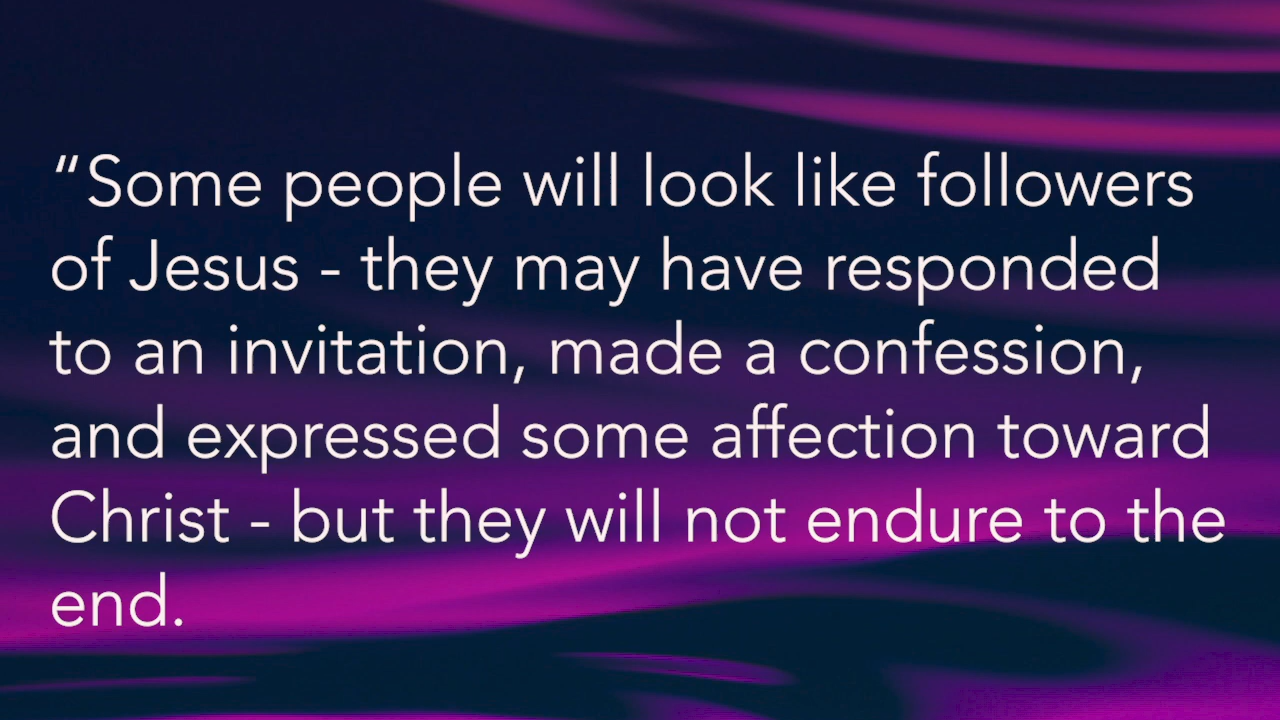 “Some people will look like followers
of Jesus - they may have responded
to an invitation, made a confession,
and expressed some affection toward
Christ - but they will not endure to the
end.